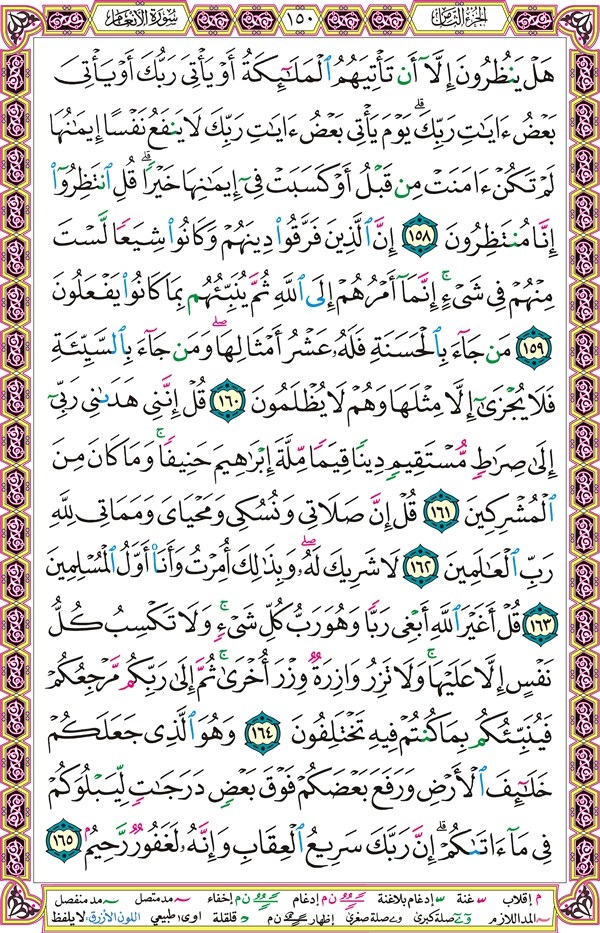 الجزء الثامن ١٥٠ سورة الأنعام
هَلْ يَنظُرُونَ إِلَّآ أَن تَأْتِيَهُمُ ٱلْمَلَـٰٓئِكَةُ أَوْ يَأْتِىَ رَبُّكَ أَوْ يَأْتِىَ
بَعْضُ ءَايَـٰتِ رَبِّكَ ۗ يَوْمَ يَأْتِى بَعْضُ ءَايَـٰتِ رَبِّكَ لَا يَنفَعُ نَفْسًا إِيمَـٰنُهَا
لَمْ تَكُنْ ءَامَنَتْ مِن قَبْلُ أَوْ كَسَبَتْ فِىٓ إِيمَـٰنِهَا خَيْرًا ۗ قُلِ ٱنتَظِرُوٓا۟
إِنَّا مُنتَظِرُونَ ١٥٨ إِنَّ ٱلَّذِينَ فَرَّقُوا۟ دِينَهُمْ وَكَانُوا۟ شِيَعًا لَّسْتَ
مِنْهُمْ فِى شَىْءٍ ۚ إِنَّمَآ أَمْرُهُمْ إِلَى ٱللَّهِ ثُمَّ يُنَبِّئُهُم بِمَا كَانُوا۟ يَفْعَلُونَ
١٥٩ مَن جَآءَ بِٱلْحَسَنَةِ فَلَهُۥ عَشْرُ أَمْثَالِهَا ۖ وَمَن جَآءَ بِٱلسَّيِّئَةِ
فَلَا يُجْزَىٰٓ إِلَّا مِثْلَهَا وَهُمْ لَا يُظْلَمُونَ ١٦٠ قُلْ إِنَّنِى هَدَىٰنِى رَبِّىٓ
إِلَىٰ صِرَٰطٍ مُّسْتَقِيمٍ دِينًا قِيَمًا مِّلَّةَ إِبْرَٰهِيمَ حَنِيفًا ۚ وَمَا كَانَ مِنَ
ٱلْمُشْرِكِينَ ١٦١ قُلْ إِنَّ صَلَاتِى وَنُسُكِى وَمَحْيَاىَ وَمَمَاتِى لِلَّهِ
رَبِّ ٱلْعَـٰلَمِينَ ١٦٢ لَا شَرِيكَ لَهُۥ ۖ وَبِذَٰلِكَ أُمِرْتُ وَأَنَا۠ أَوَّلُ ٱلْمُسْلِمِينَ
١٦٣ قُلْ أَغَيْرَ ٱللَّهِ أَبْغِى رَبًّا وَهُوَ رَبُّ كُلِّ شَىْءٍ ۚ وَلَا تَكْسِبُ كُلُّ
نَفْسٍ إِلَّا عَلَيْهَا ۚ وَلَا تَزِرُ وَازِرَةٌ وِزْرَ أُخْرَىٰ ۚ ثُمَّ إِلَىٰ رَبِّكُم مَّرْجِعُكُمْ
فَيُنَبِّئُكُم بِمَا كُنتُمْ فِيهِ تَخْتَلِفُونَ ١٦٤ وَهُوَ ٱلَّذِى جَعَلَكُمْ
خَلَـٰٓئِفَ ٱلْأَرْضِ وَرَفَعَ بَعْضَكُمْ فَوْقَ بَعْضٍ دَرَجَـٰتٍ لِّيَبْلُوَكُمْ
فِى مَآ ءَاتَىٰكُمْ ۗ إِنَّ رَبَّكَ سَرِيعُ ٱلْعِقَابِ وَإِنَّهُۥ لَغَفُورٌ رَّحِيمٌۢ ١٦٥
م إقلاب غنة إدغام بلاغنة ن م إدغام ن م إخفاء مد متصل مد منفصل
المد اللازم صلة كبرى صلة صغرى إظهار ن م قلقلة اوى؛ طبيعي اللون الأزرق: لا يلفظ